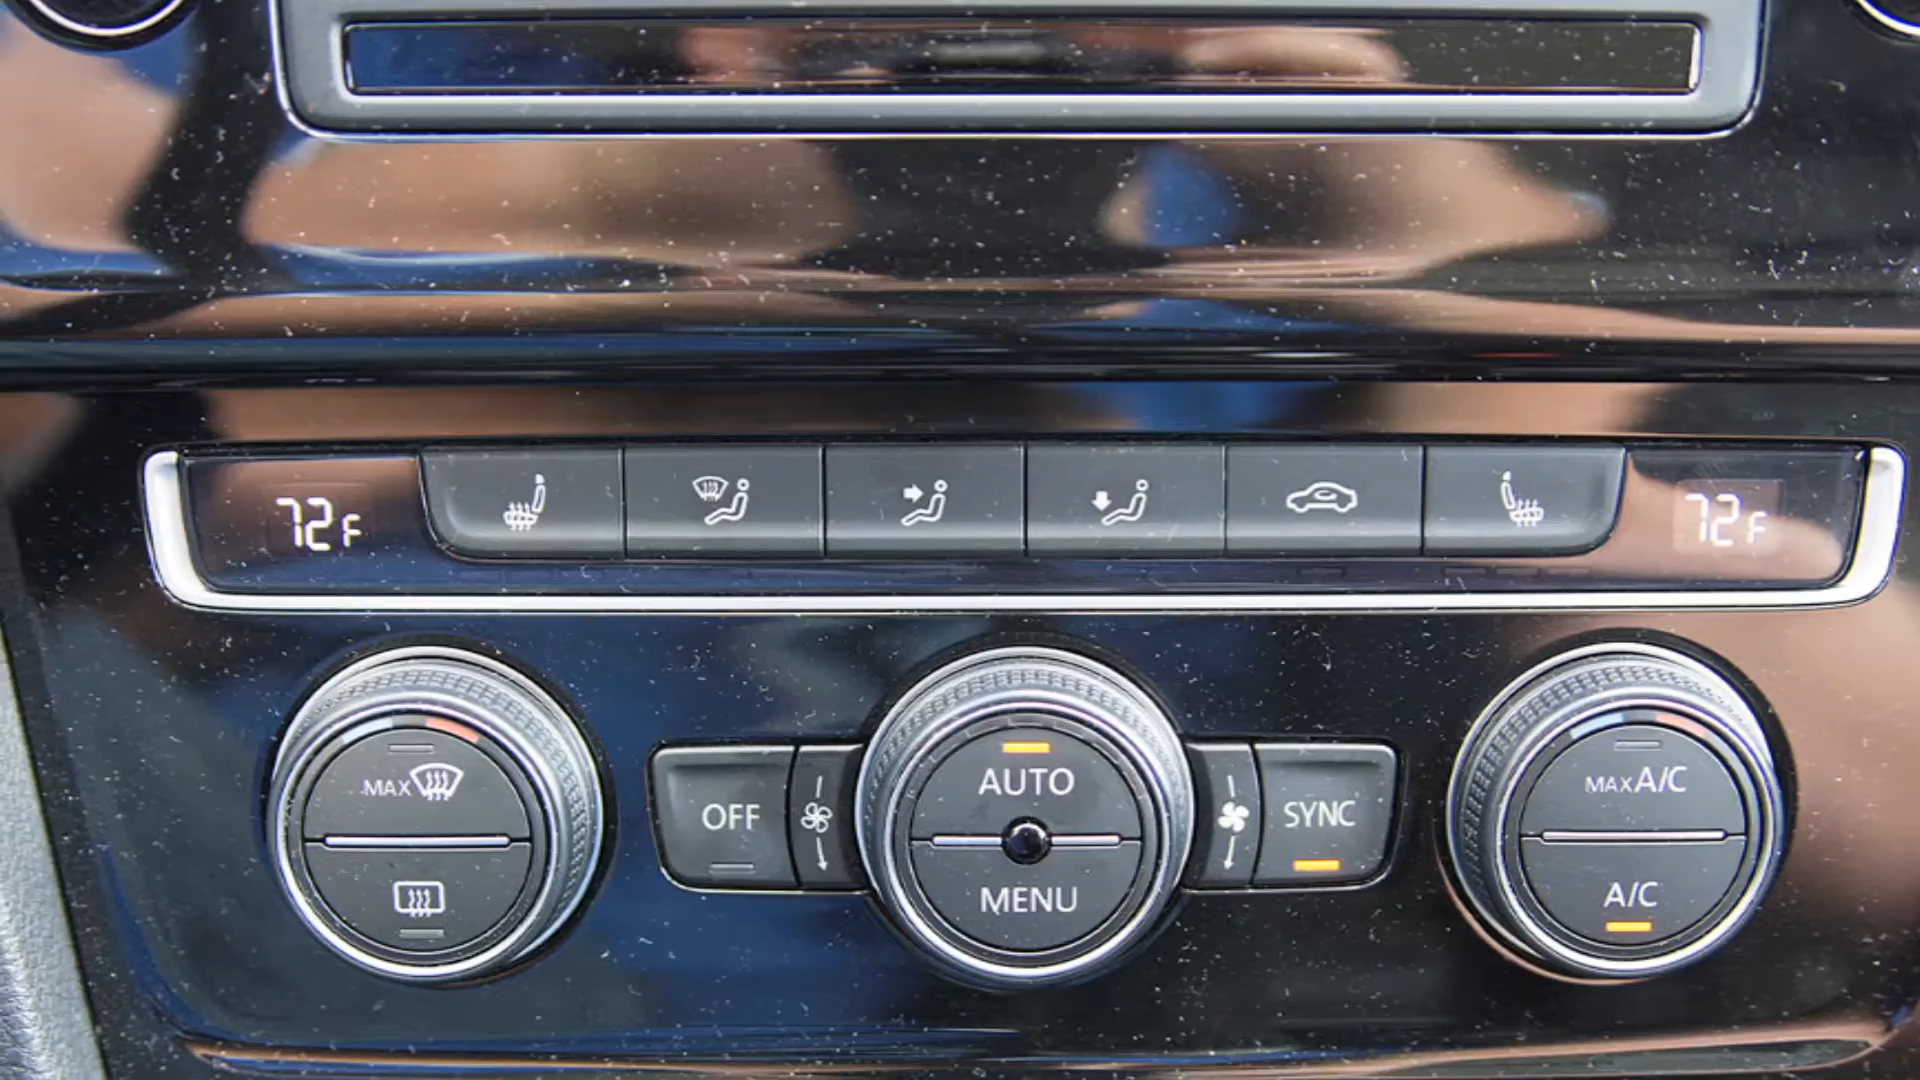 72F
72F
MAX
OFF
AUTO
MENU
SYNC
MAX A/C
A/C